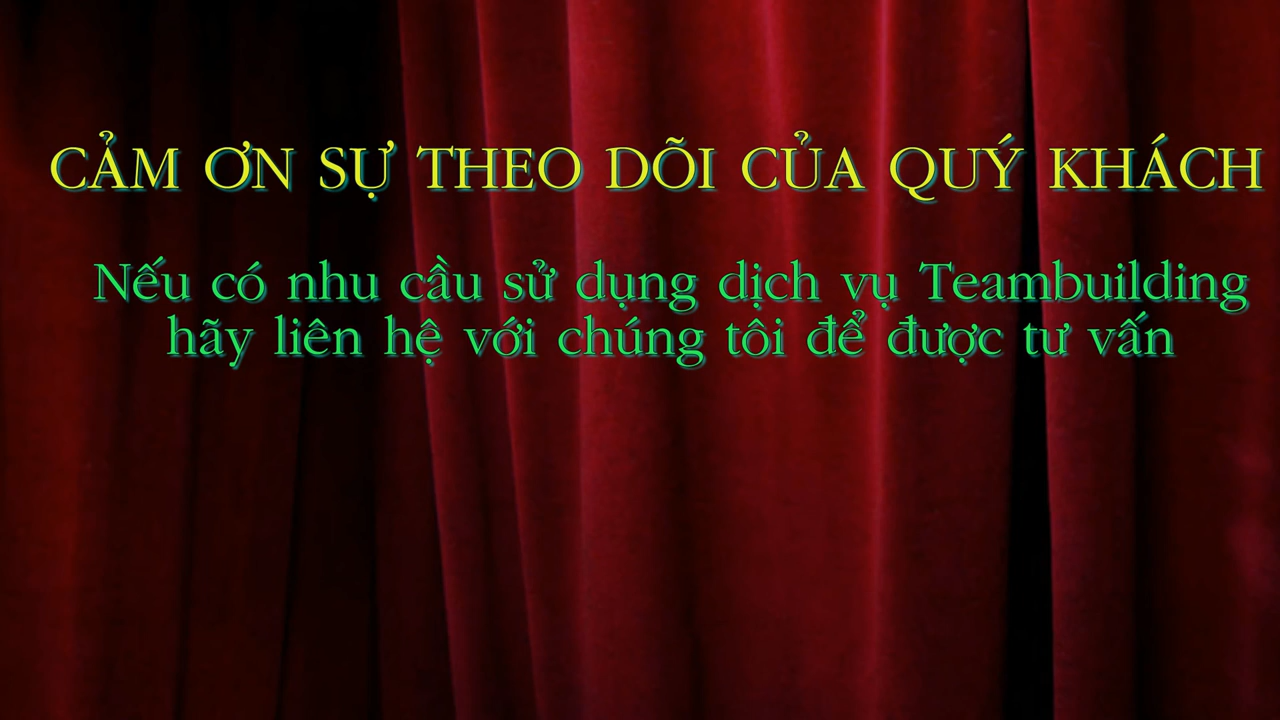 CẢM ƠN SỰ THEO DÕI CỦA QUÝ KHÁCH
Nếu có nhu cầu sử dụng dịch vụ Teambuilding
hãy liên hệ với chúng tôi để được tư vấn